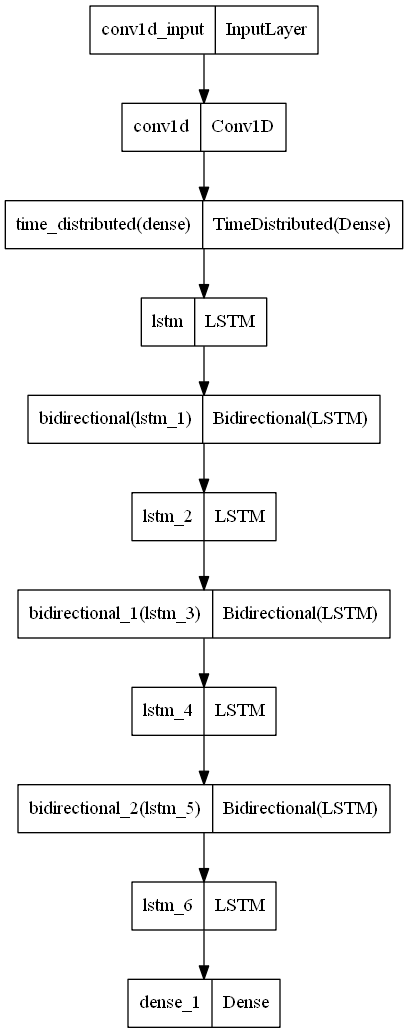 conv1d_input InputLayer
conv1d Conv1D
time_distributed(dense) TimeDistributed(Dense)
lstm LSTM
bidirectional(lstm_1) Bidirectional(LSTM)
lstm_2 LSTM
bidirectional_1(lstm_3) Bidirectional(LSTM)
lstm_4 LSTM
bidirectional_2(lstm_5) Bidirectional(LSTM)
lstm_6 LSTM
dense_1 Dense